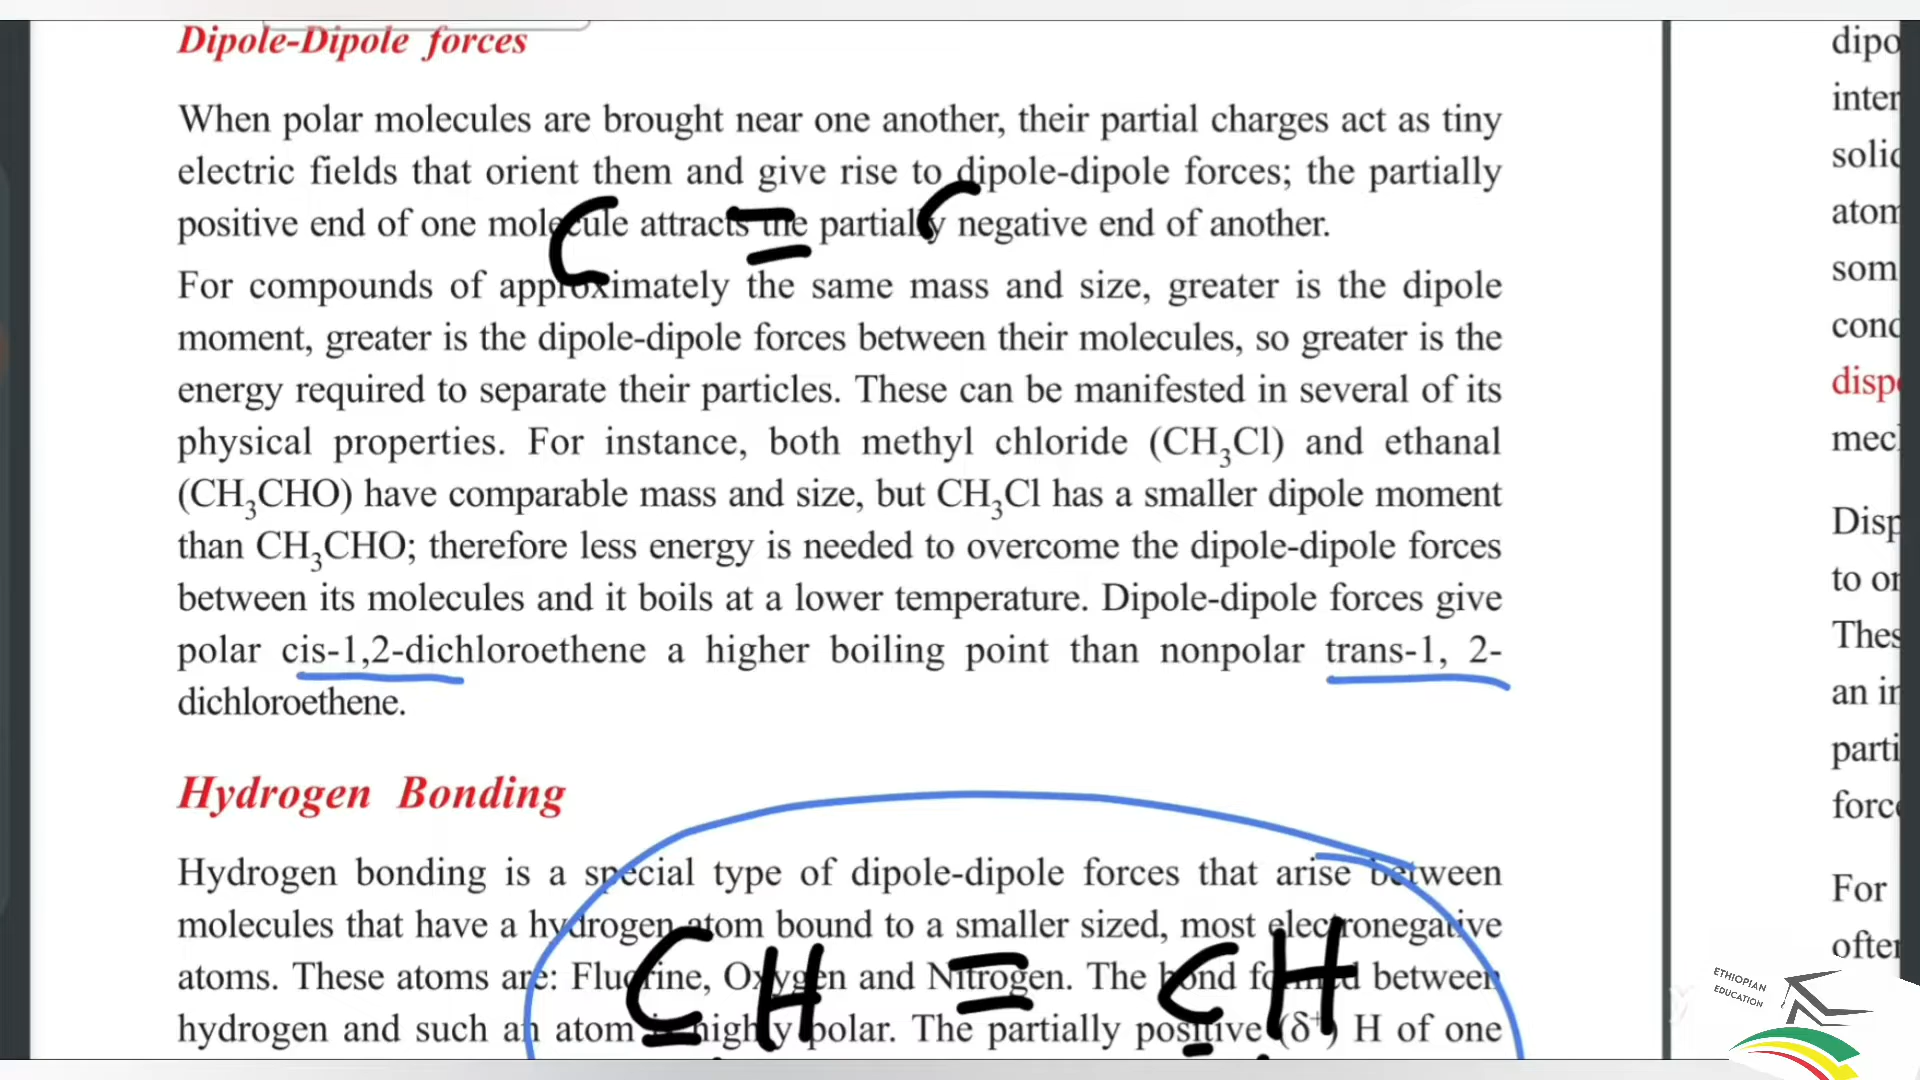 Dipole-Dipole forces
When polar molecules are brought near one another, their partial charges act as tiny
electric fields that orient them and give rise to dipole-dipole forces; the partially
positive end of one molecule attracts the partially negative end of another.
For compounds of approximately the same mass and size, greater is the dipole
moment, greater is the dipole-dipole forces between their molecules, so greater is the
energy required to separate their particles. These can be manifested in several of its
physical properties. For instance, both methyl chloride (CH₃Cl) and ethanal
(CH₃CHO) have comparable mass and size, but CH₃Cl has a smaller dipole moment
than CH₃CHO; therefore less energy is needed to overcome the dipole-dipole forces
between its molecules and it boils at a lower temperature. Dipole-dipole forces give
polar cis-1,2-dichloroethene a higher boiling point than nonpolar trans-1, 2-
dichloroethene.
Hydrogen Bonding
Hydrogen bonding is a special type of dipole-dipole forces that arise between
molecules that have a hydrogen atom bound to a smaller sized, most electronegative
atoms. These atoms are: Fluorine, Oxygen and Nitrogen. The bond formed between
hydrogen and such an atom is highly polar. The partially positive (δ⁺) H of one
C = C
CH = CH
dipo
inter
solid
atom
som
cond
disp
mec
Disp
to or
Thes
an in
parti
forc
For
often
ETHIOPIAN
EDUCATION